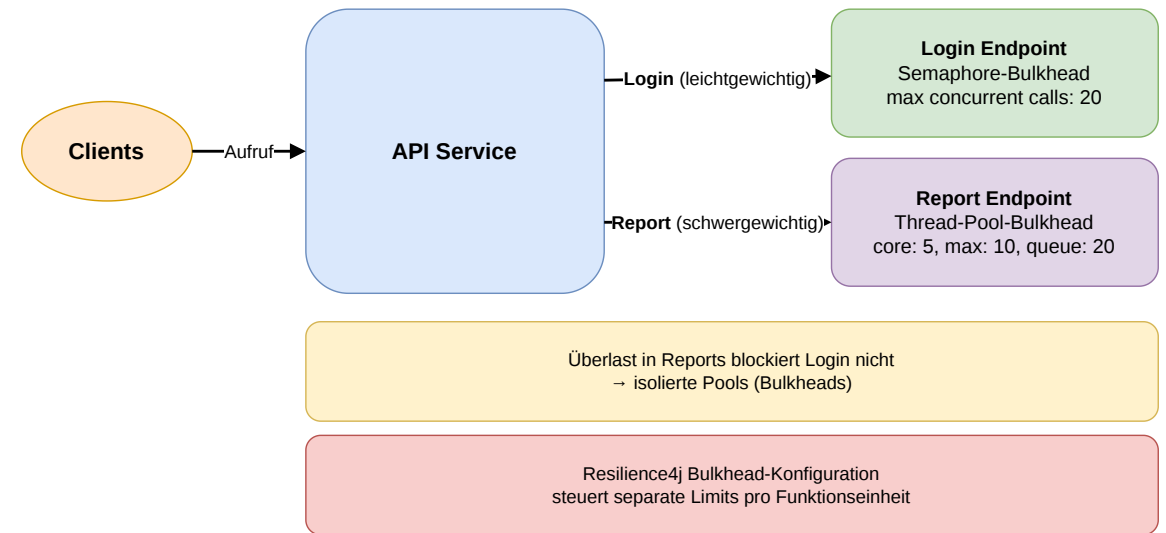 Clients
Aufruf
API Service
Login (leichtgewichtig)
Login Endpoint
Semaphore-Bulkhead
max concurrent calls: 20
Report (schwergewichtig)
Report Endpoint
Thread-Pool-Bulkhead
core: 5, max: 10, queue: 20
Überlast in Reports blockiert Login nicht
→ isolierte Pools (Bulkheads)
Resilience4j Bulkhead-Konfiguration
steuert separate Limits pro Funktionseinheit